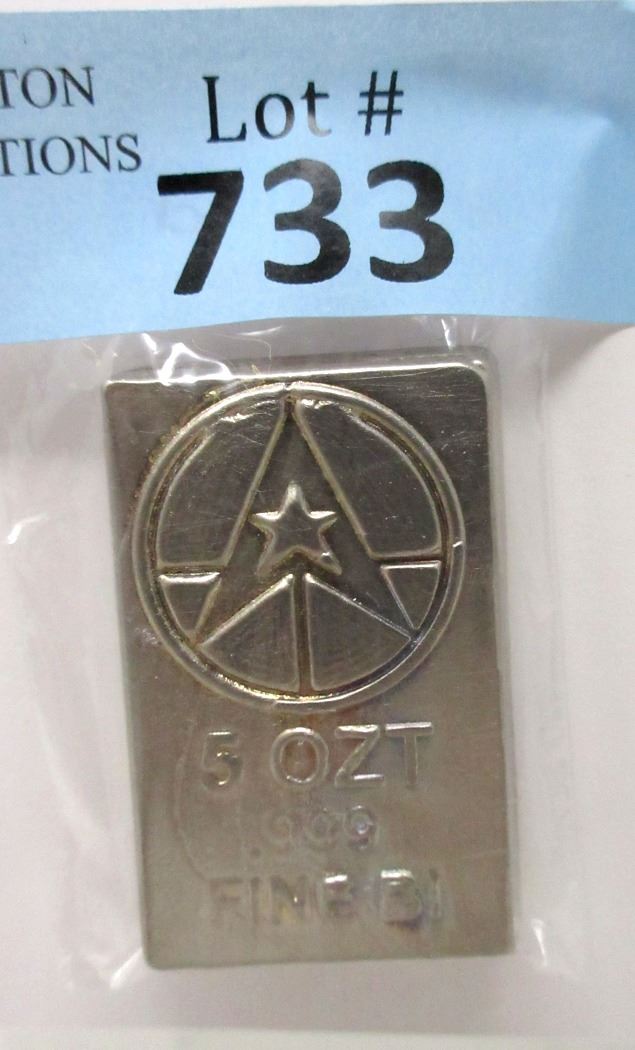 TON
TIONS
Lot #
733
5 OZT
.999
FINE BI